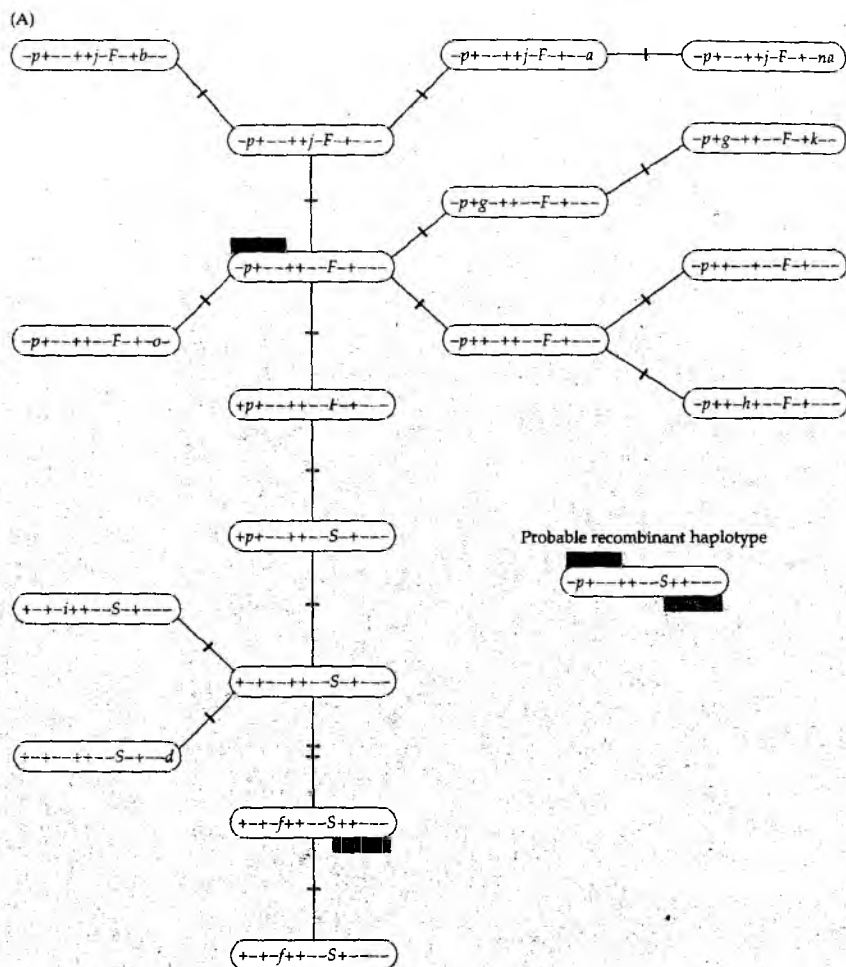 (A)
-p+--++j-F-+b--
-p+--++j-F-+--a
-p+--++j-F-+-na
-p+--++j-F-+---
-p+g-++--F-+k--
-p+g-++--F-+---
-p+--++--F-+---
-p++--+--F-+---
-p+--++--F-+-o-
-p++-++--F-+---
+p+--++--F-+---
-p++-h+--F-+---
+p+--++--S-+---
Probable recombinant haplotype
-p+--++--S++---
+-+-i++--S-+---
+-+--++--S-+---
+-+--++--S-+--d
+-+-f++--S++---
+-+-f++--S+----